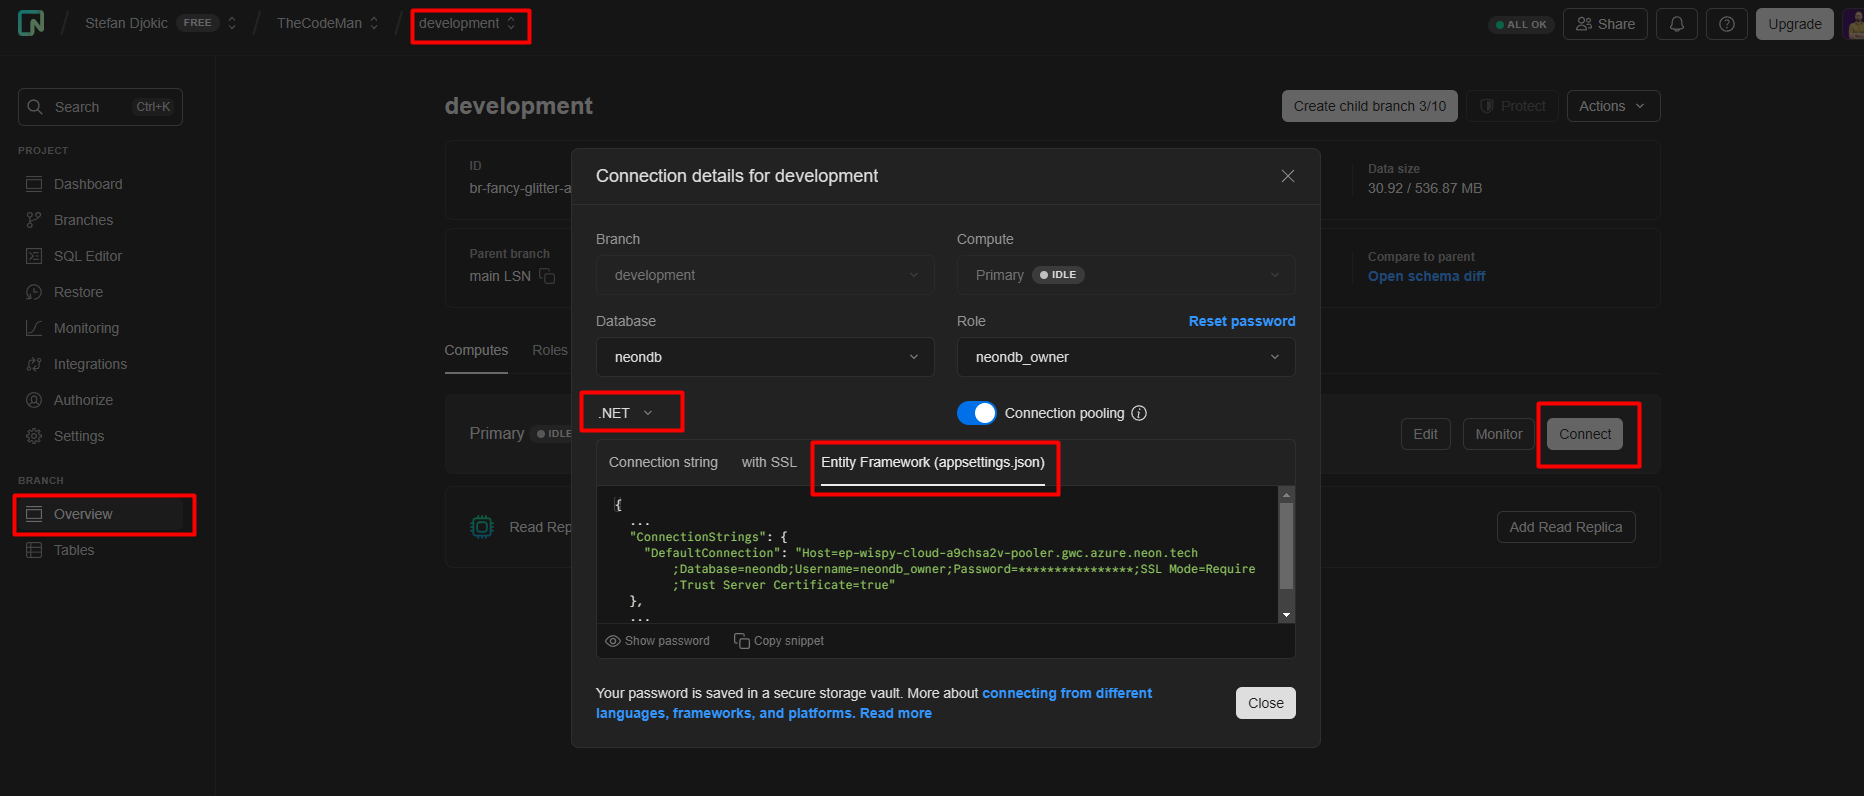 Stefan Djokic FREE
TheCodeMan
development
ALL OK
Share
Upgrade
Search Ctrl+K
PROJECT
Dashboard
Branches
SQL Editor
Restore
Monitoring
Integrations
Authorize
Settings
BRANCH
Overview
Tables
development
Create child branch 3/10
Protect
Actions
ID
br-fancy-glitter-a
Data size
30.92 / 536.87 MB
Parent branch
main LSN
Compare to parent
Open schema diff
Computes Roles
Primary IDLE
Edit
Monitor
Connect
Read Rep
Add Read Replica
Connection details for development
Branch
development
Compute
Primary IDLE
Database
neondb
Role
Reset password
neondb_owner
.NET
Connection pooling
Connection string with SSL Entity Framework (appsettings.json)
{
...
"ConnectionStrings": {
"DefaultConnection": "Host=ep-wispy-cloud-a9chsa2v-pooler.gwc.azure.neon.tech
;Database=neondb;Username=neondb_owner;Password=****************;SSL Mode=Require
;Trust Server Certificate=true"
},
...
Show password Copy snippet
Your password is saved in a secure storage vault. More about connecting from different
languages, frameworks, and platforms. Read more
Close